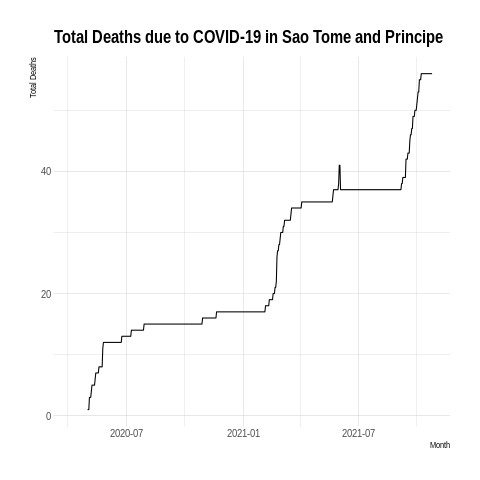 Total Deaths due to COVID-19 in Sao Tome and Principe
Total Deaths
40
20
0
2020-07
2021-01
2021-07
Month